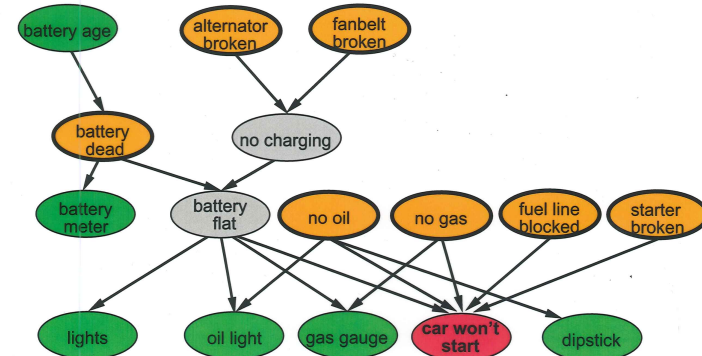 battery age
alternator
broken
fanbelt
broken
battery
dead
no charging
battery
meter
battery
flat
no oil
no gas
fuel line
blocked
starter
broken
lights
oil light
gas gauge
car won't
start
dipstick